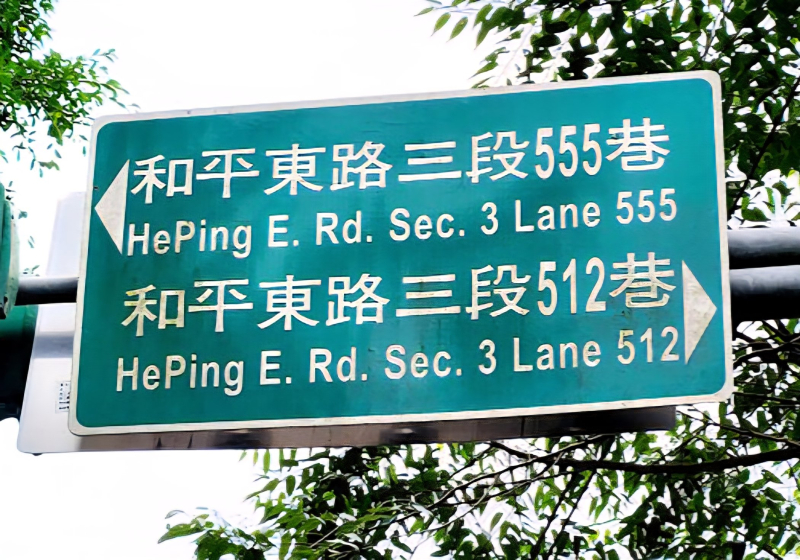 和平東路三段555巷
HePing E. Rd. Sec. 3 Lane 555
和平東路三段512巷
HePing E. Rd. Sec. 3 Lane 512